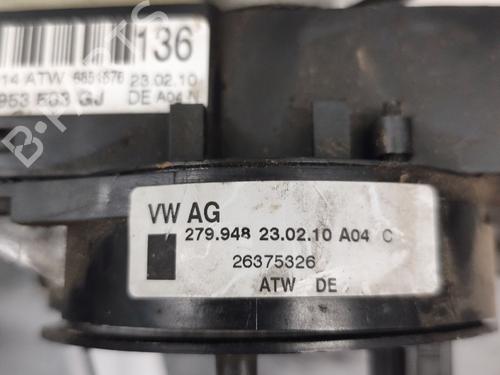 136
14 ATW 6851576 23.02.10
953 503 GJ DE A04
VW AG
279.948 23.02.10 A04 C
26375326
ATW DE